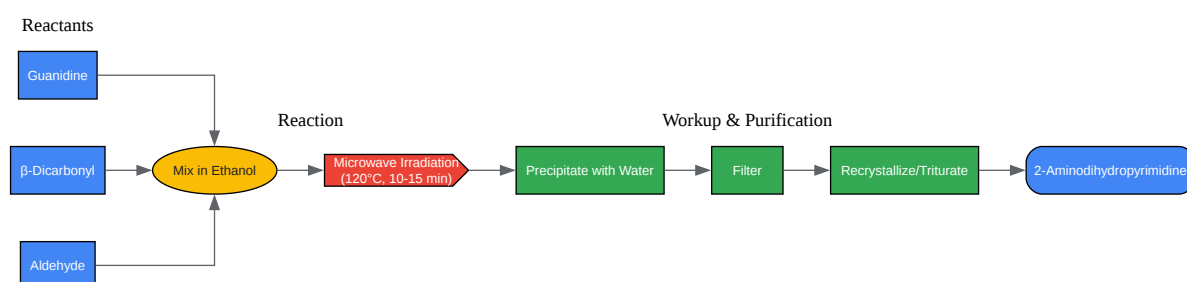 Reactants
Guanidine
Reaction
Workup & Purification
β-Dicarbonyl
Mix in Ethanol
Microwave Irradiation
(120°C, 10-15 min)
Precipitate with Water
Filter
Recrystallize/Triturate
2-Aminodihydropyrimidine
Aldehyde